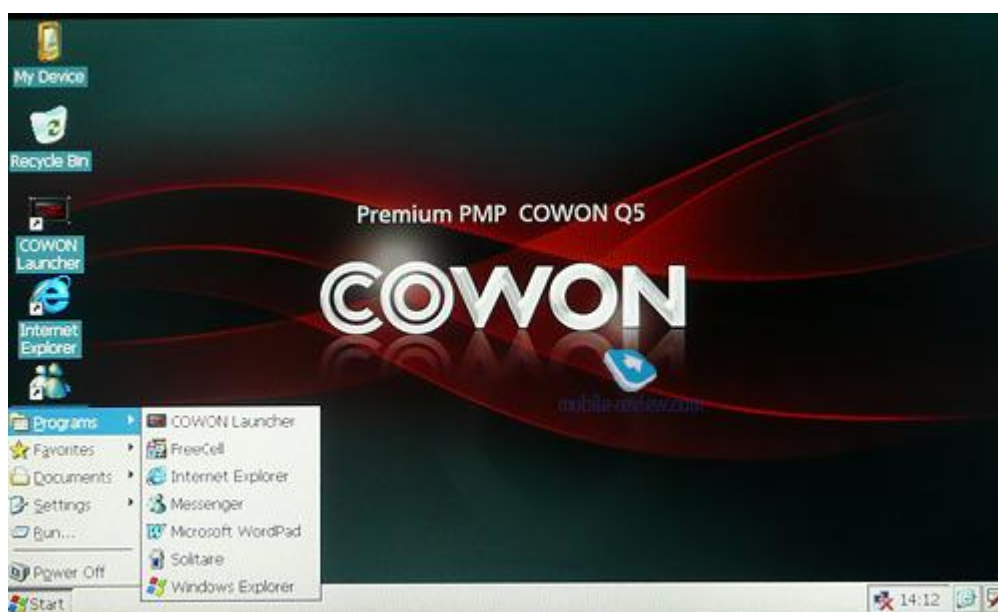 My Device
Recycle Bin
COWON
Launcher
Internet
Explorer
Premium PMP COWON Q5
COWON
mobile-review.com
Programs
Favorites
Documents
Settings
Run...
Power Off
COWON Launcher
FreeCell
Internet Explorer
Messenger
Microsoft WordPad
Solitare
Windows Explorer
Start
14:12